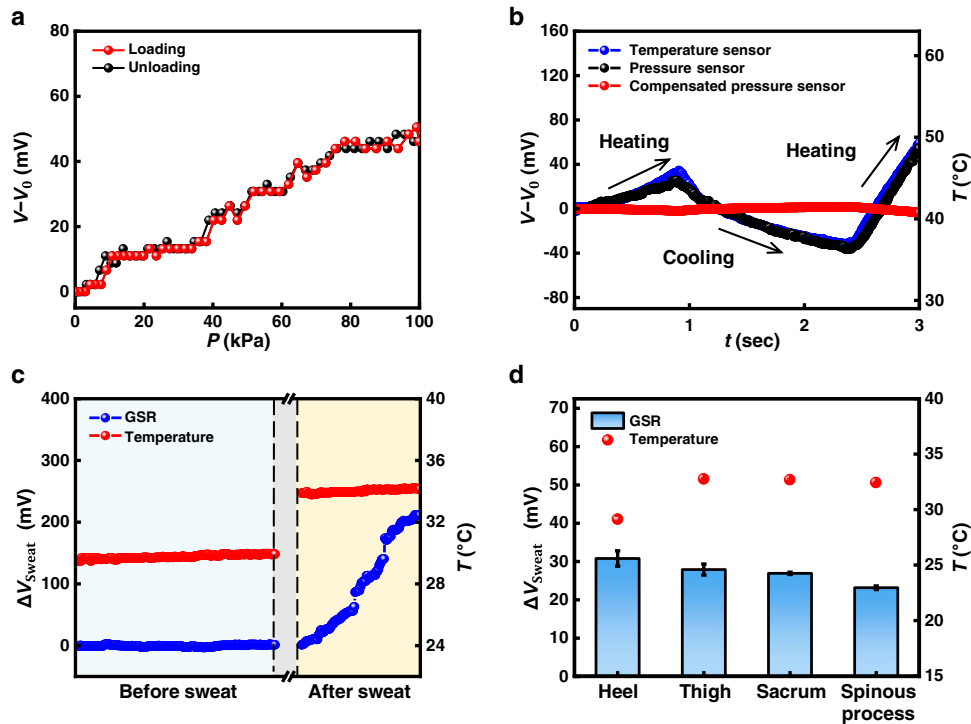 a
80
60
40
20
0
V−V0 (mV)
Loading
Unloading
0 20 40 60 80 100
P (kPa)
b
160
120
80
40
0
-40
-80
V−V0 (mV)
Temperature sensor
Pressure sensor
Compensated pressure sensor
Heating
Heating
Cooling
60
50
40
30
T (°C)
0 1 2 3
t (sec)
c
400
300
200
100
0
ΔVSweat (mV)
GSR
Temperature
40
36
32
28
24
T (°C)
Before sweat After sweat
d
70
60
50
40
30
20
10
0
ΔVSweat (mV)
GSR
Temperature
40
35
30
25
20
15
T (°C)
Heel Thigh Sacrum Spinous
process